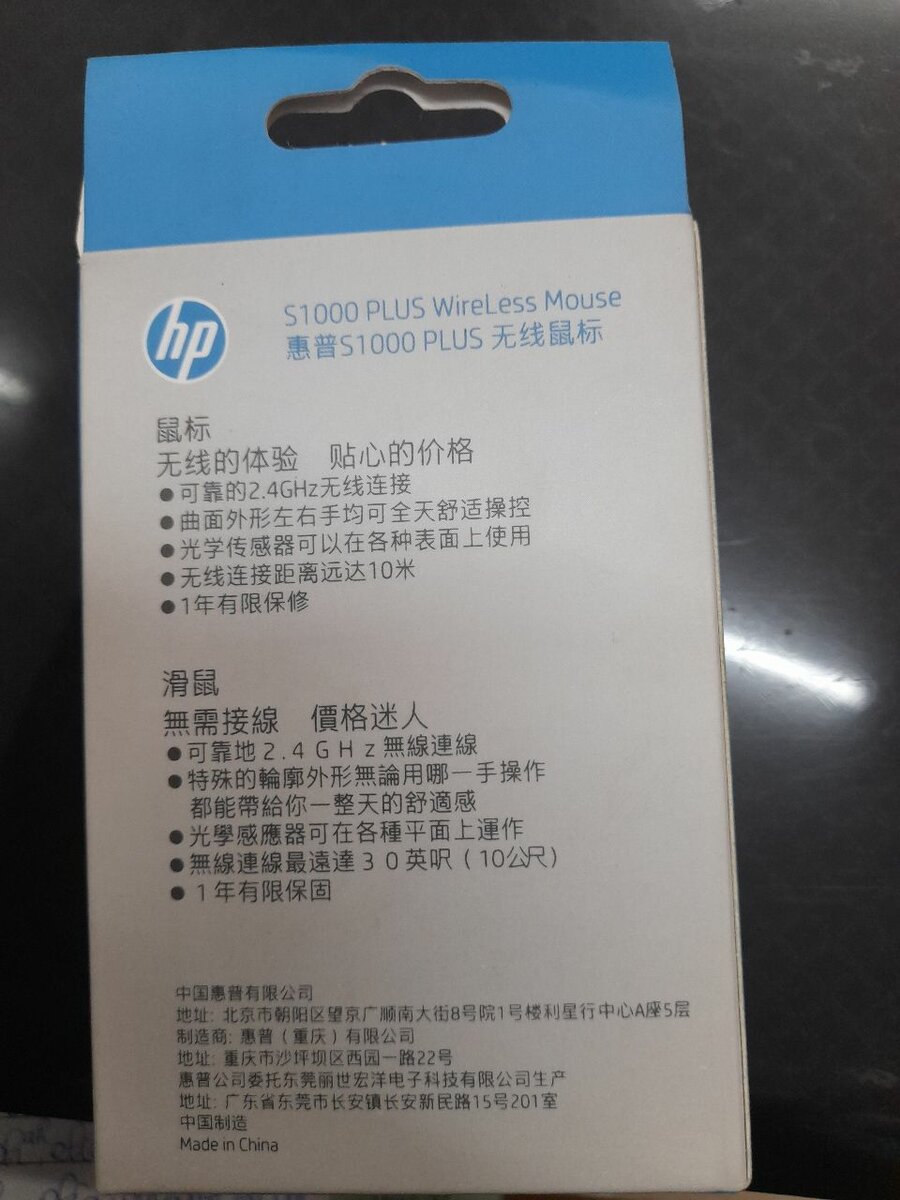 hp
S1000 PLUS WireLess Mouse
惠普S1000 PLUS 无线鼠标
鼠标
无线的体验 贴心的价格
●可靠的2.4GHz无线连接
●曲面外形左右手均可全天舒适操控
●光学传感器可以在各种表面上使用
●无线连接距离远达10米
●1年有限保修
滑鼠
無需接線 價格迷人
●可靠地2.4GHz無線連線
●特殊的輪廓外形無論用哪一手操作
都能帶給你一整天的舒適感
●光學感應器可在各種平面上運作
●無線連線最遠達30英呎(10公尺)
●1年有限保固
中国惠普有限公司
地址: 北京市朝阳区望京广顺南大街8号院1号楼利星行中心A座5层
制造商: 惠普(重庆)有限公司
地址: 重庆市沙坪坝区西园一路22号
惠普公司委托东莞丽世宏洋电子科技有限公司生产
地址: 广东省东莞市长安镇长安新民路15号201室
中国制造
Made in China